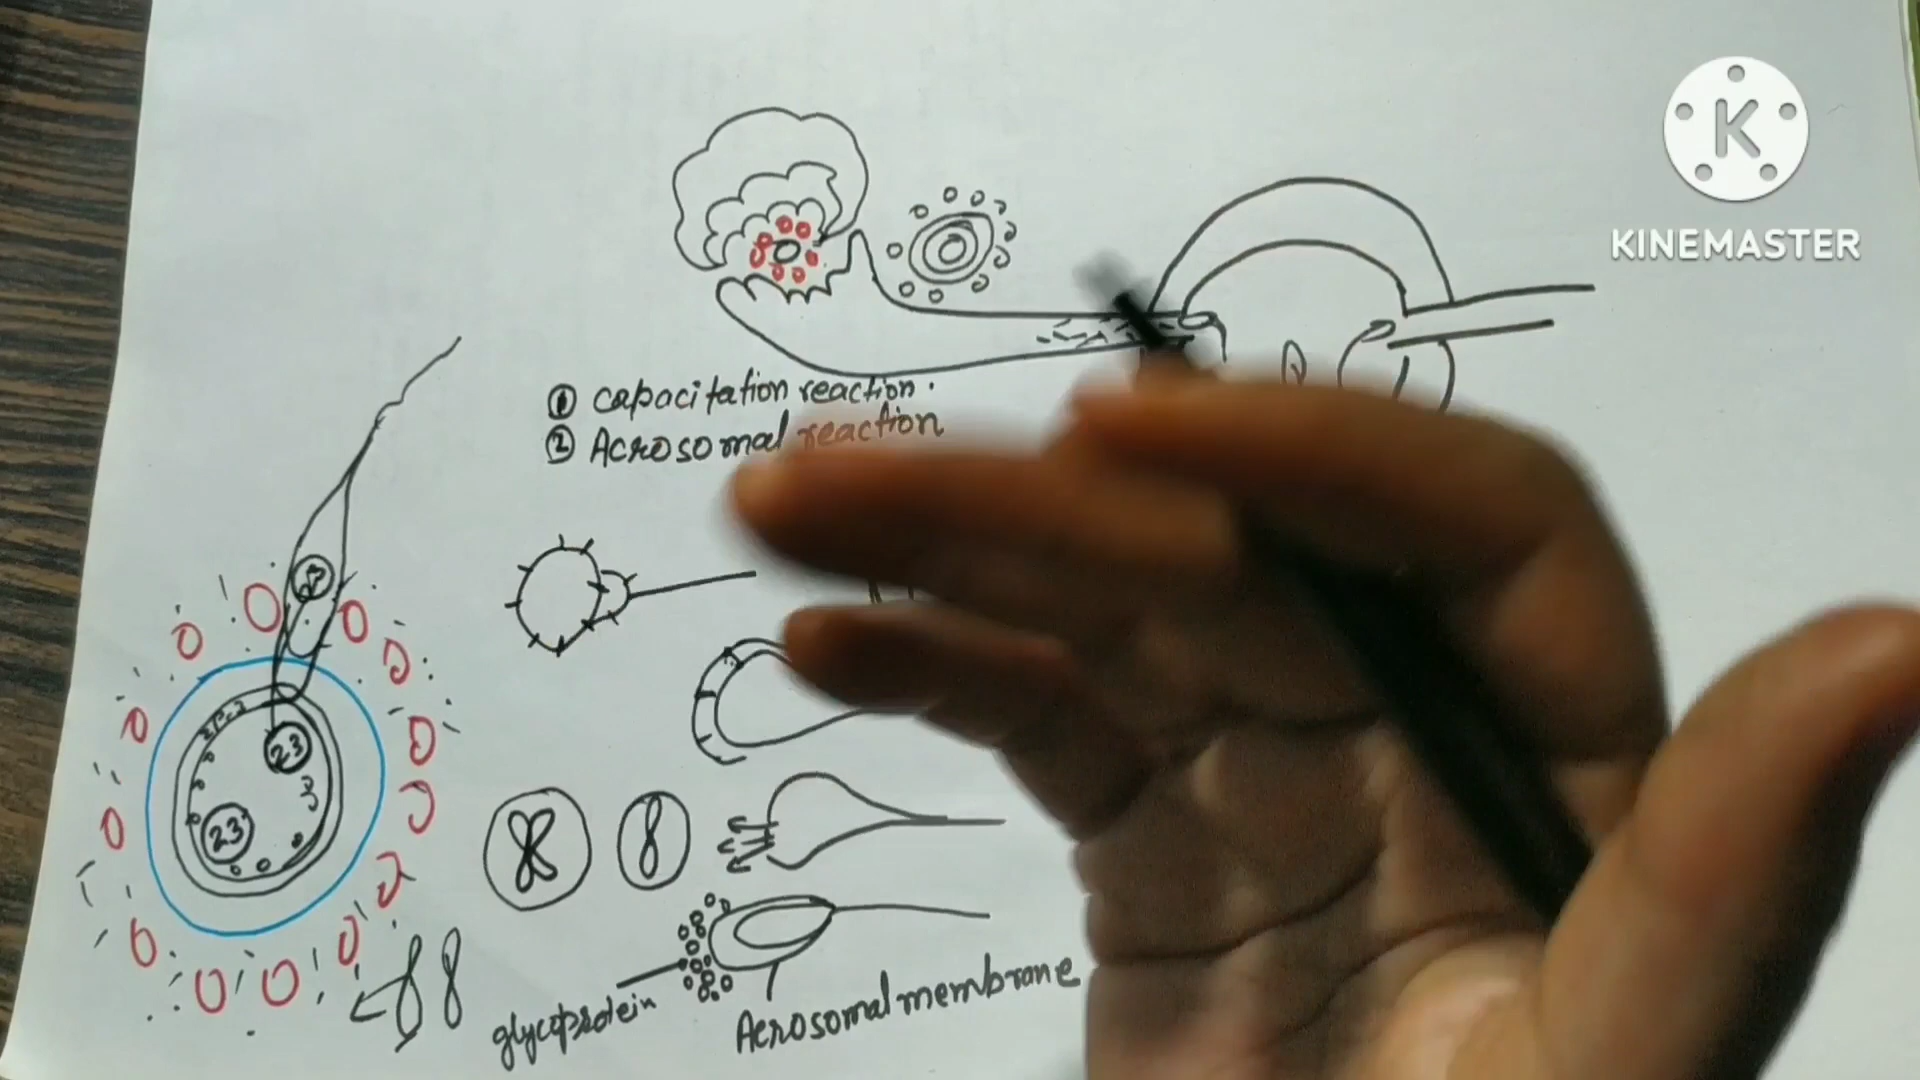 K
KINEMASTER
① capacitation reaction.
② Acrosomal reaction
23
23
glycoprotein
Acrosomal membrane